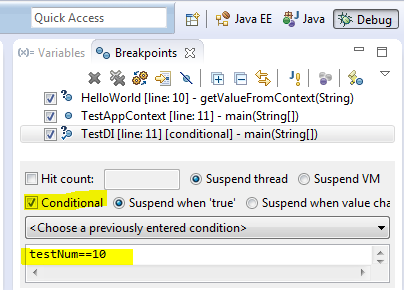 Quick Access
Java EE
Java
Debug
(x)= Variables
Breakpoints
HelloWorld [line: 10] - getValueFromContext(String)
TestAppContext [line: 11] - main(String[])
TestDI [line: 11] [conditional] - main(String[])
Hit count:
Suspend thread
Suspend VM
Conditional
Suspend when 'true'
Suspend when value cha
<Choose a previously entered condition>
testNum==10